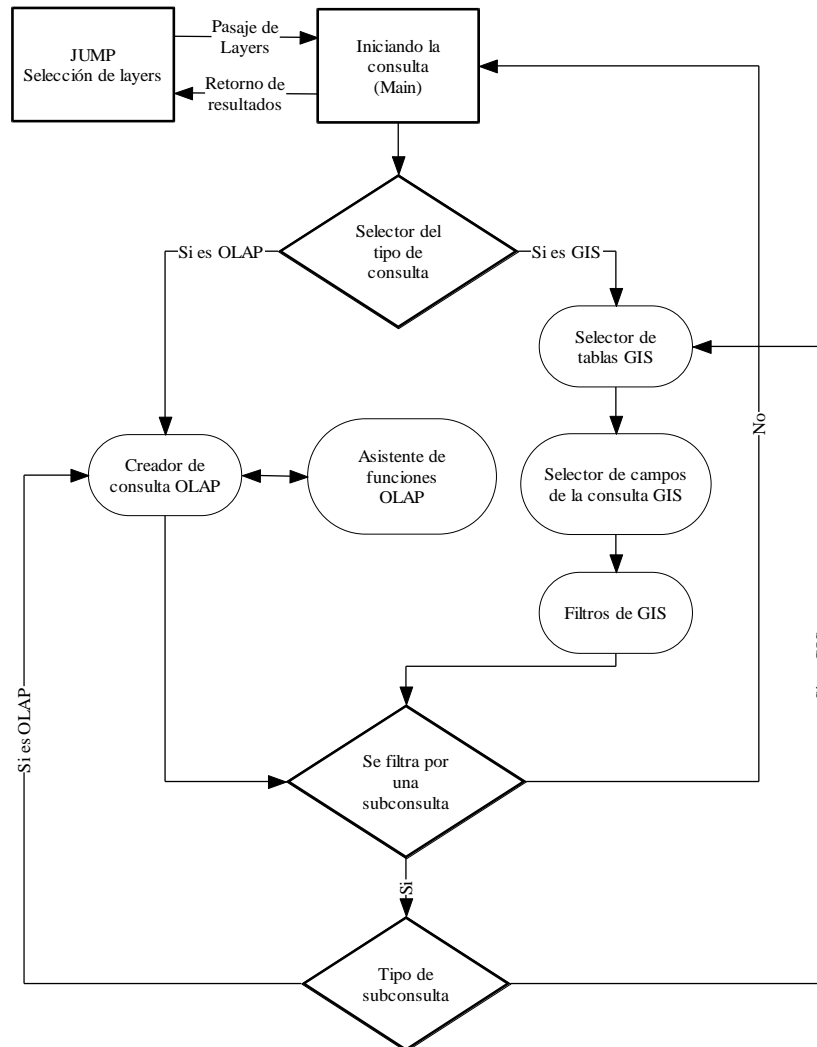 JUMP
Selección de layers
Pasaje de
Layers
Retorno de
resultados
Iniciando la
consulta
(Main)
Selector del
tipo de
consulta
Si es OLAP
Si es GIS
Selector de
tablas GIS
No
Creador de
consulta OLAP
Asistente de
funciones
OLAP
Selector de campos
de la consulta GIS
Filtros de GIS
Si es OLAP
Se filtra por
una
subconsulta
Si
Tipo de
subconsulta